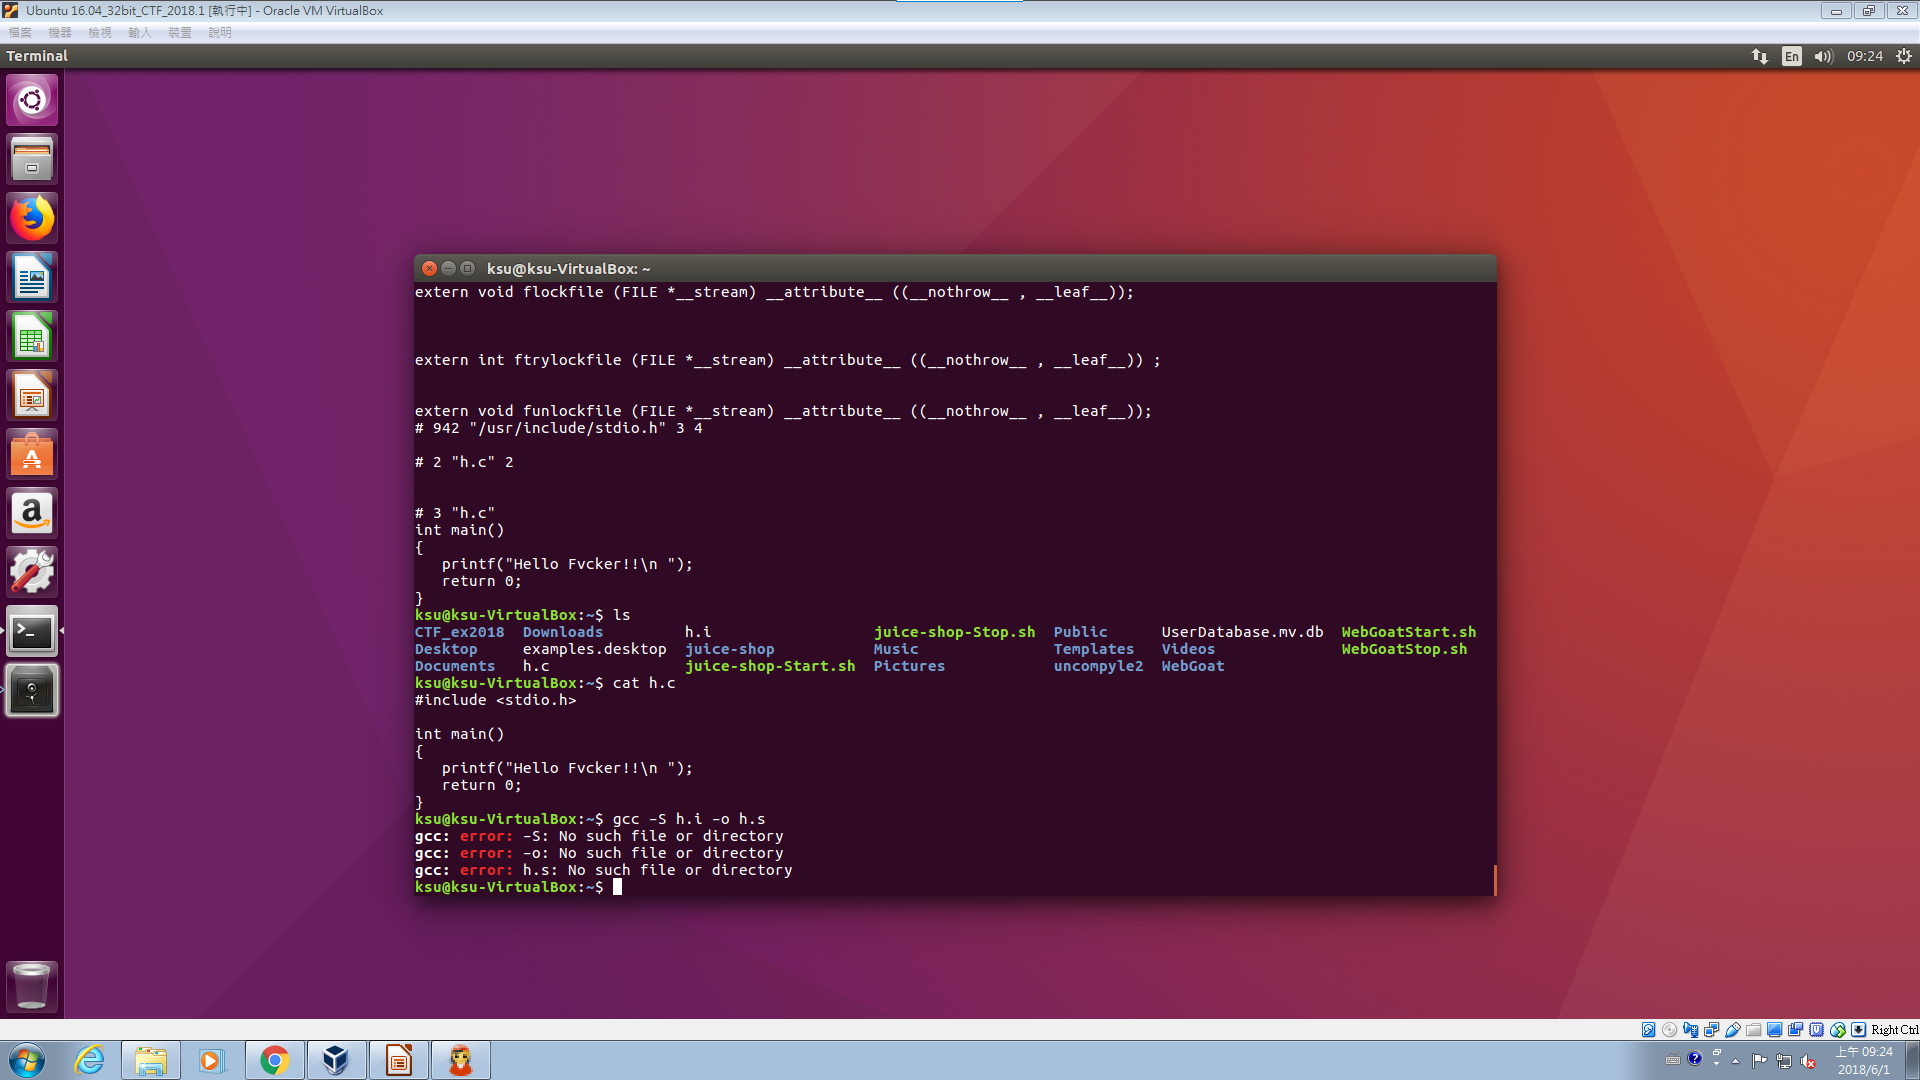 Ubuntu 16.04_32bit_CTF_2018.1 [執行中] - Oracle VM VirtualBox
檔案 機器 檢視 輸入 裝置 說明
Terminal
En
09:24
ksu@ksu-VirtualBox: ~
extern void flockfile (FILE *__stream) __attribute__ ((__nothrow__ , __leaf__));
extern int ftrylockfile (FILE *__stream) __attribute__ ((__nothrow__ , __leaf__)) ;
extern void funlockfile (FILE *__stream) __attribute__ ((__nothrow__ , __leaf__));
# 942 "/usr/include/stdio.h" 3 4
# 2 "h.c" 2
# 3 "h.c"
int main()
{
   printf("Hello Fvcker!!\n ");
   return 0;
}
ksu@ksu-VirtualBox:~$ ls
CTF_ex2018  Downloads         h.i                  juice-shop-Stop.sh  Public      UserDatabase.mv.db  WebGoatStart.sh
Desktop     examples.desktop  juice-shop           Music               Templates   Videos              WebGoatStop.sh
Documents   h.c               juice-shop-Start.sh  Pictures            uncompyle2  WebGoat
ksu@ksu-VirtualBox:~$ cat h.c
#include <stdio.h>
int main()
{
   printf("Hello Fvcker!!\n ");
   return 0;
}
ksu@ksu-VirtualBox:~$ gcc –S h.i –o h.s
gcc: error: –S: No such file or directory
gcc: error: –o: No such file or directory
gcc: error: h.s: No such file or directory
ksu@ksu-VirtualBox:~$
Right Ctrl
上午 09:24
2018/6/1